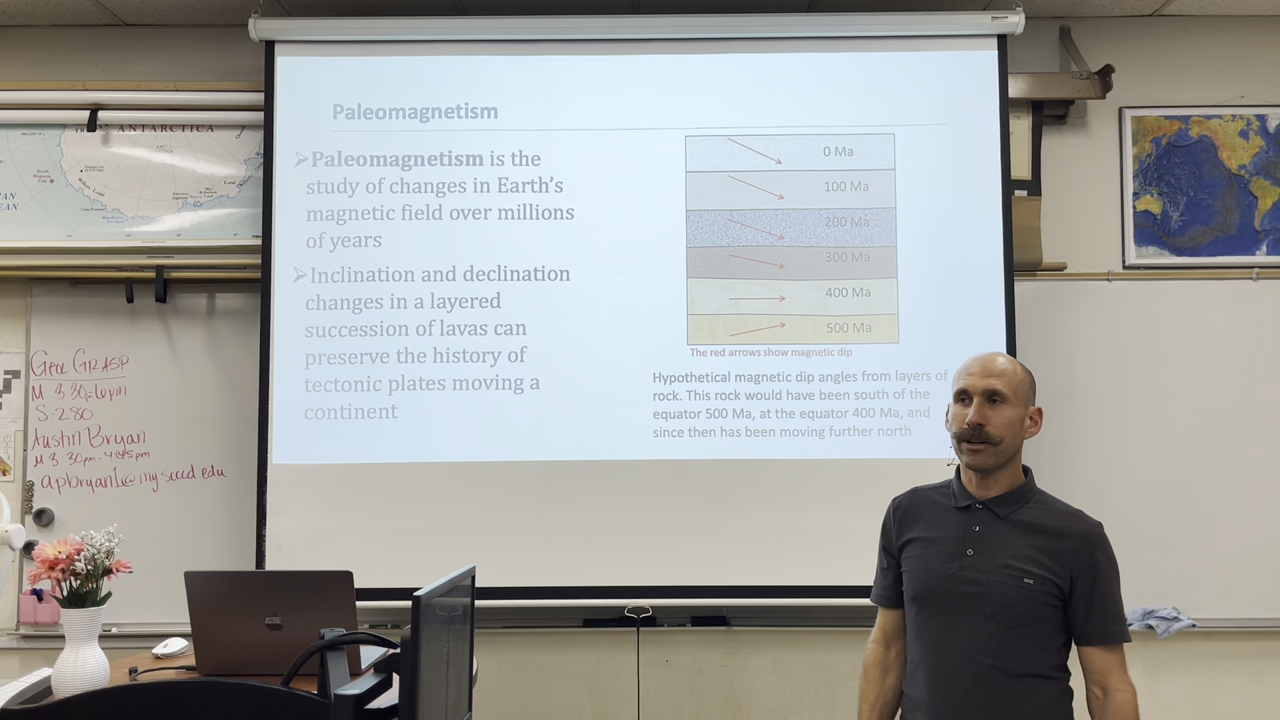 Paleomagnetism
➢Paleomagnetism is the
study of changes in Earth's
magnetic field over millions
of years
➢Inclination and declination
changes in a layered
succession of lavas can
preserve the history of
tectonic plates moving a
continent
0 Ma
100 Ma
200 Ma
300 Ma
400 Ma
500 Ma
The red arrows show magnetic dip
Hypothetical magnetic dip angles from layers of
rock. This rock would have been south of the
equator 500 Ma, at the equator 400 Ma, and
since then has been moving further north
ANTARCTICA
Geol GRASP
M 3:30-6pm
S-280
Austin Bryan
M 3:30pm-4:45pm
apbryan1@my.sccd.edu